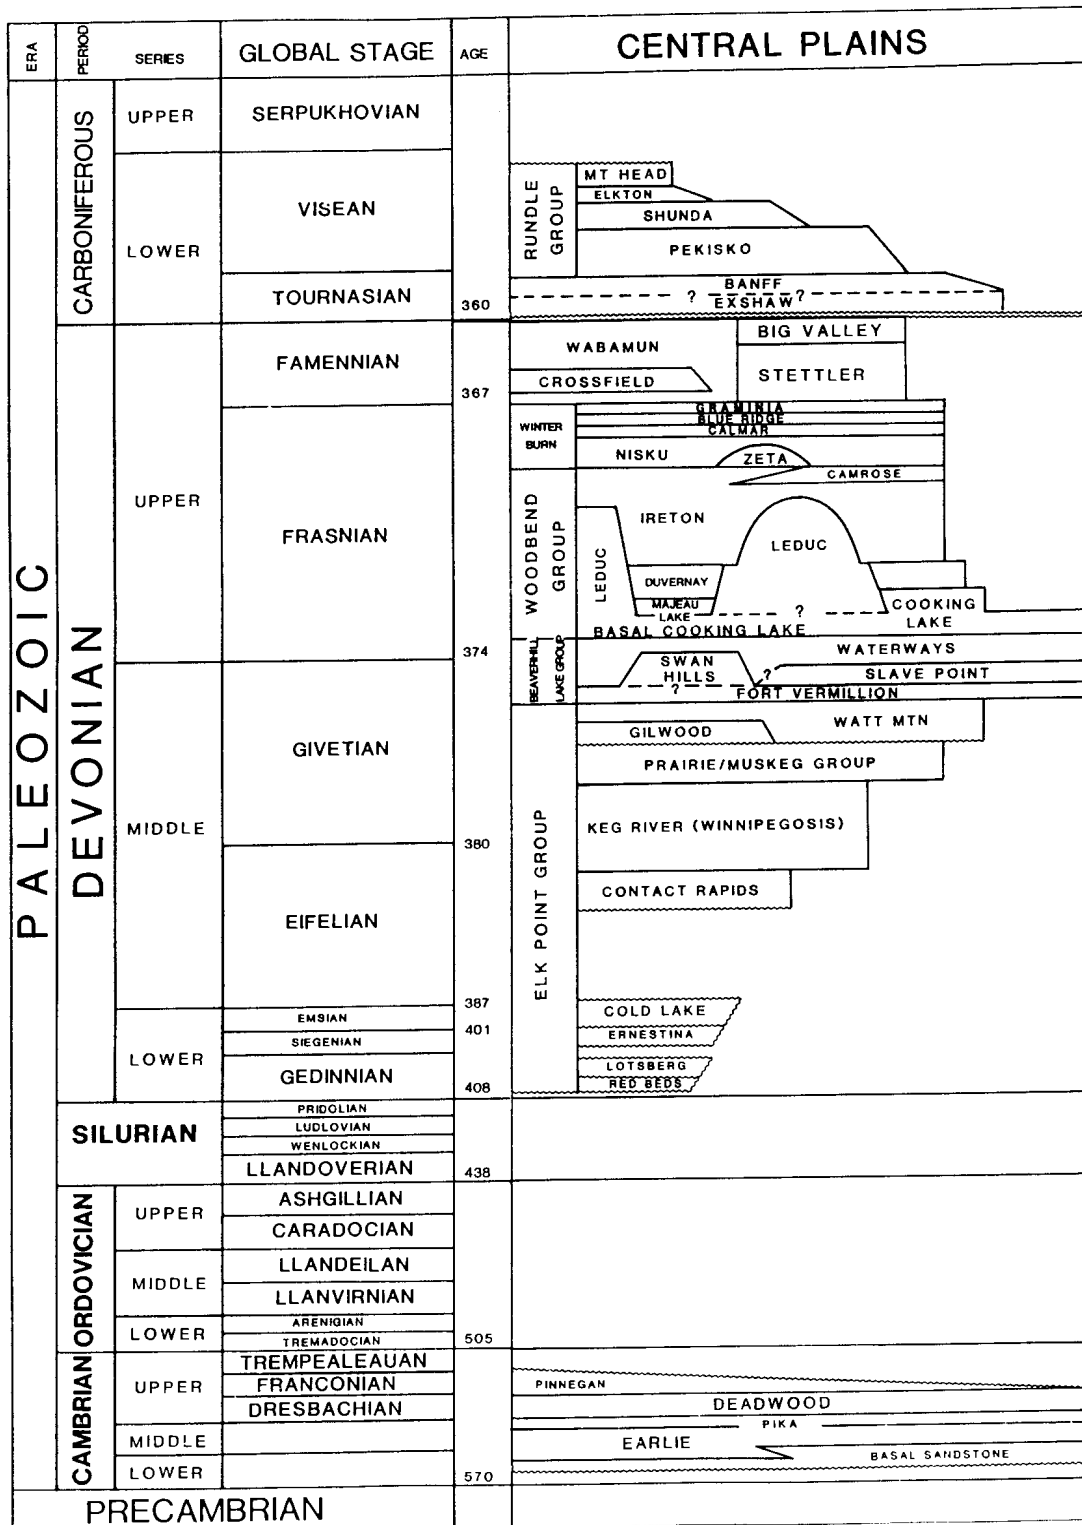 ERA
PERIOD
SERIES
GLOBAL STAGE
AGE
CENTRAL PLAINS
PALEOZOIC
CARBONIFEROUS
UPPER
SERPUKHOVIAN
LOWER
VISEAN
TOURNASIAN
360
RUNDLE
GROUP
MT HEAD
ELKTON
SHUNDA
PEKISKO
BANFF
? ?
EXSHAW
DEVONIAN
UPPER
FAMENNIAN
367
WABAMUN
CROSSFIELD
BIG VALLEY
STETTLER
FRASNIAN
374
WINTER
BURN
GRAMINIA
BLUE RIDGE
CALMAR
NISKU
ZETA
WOODBEND
GROUP
CAMROSE
IRETON
LEDUC
LEDUC
DUVERNAY
MAJEAU
LAKE
?
COOKING
LAKE
BASAL COOKING LAKE
BEAVERHILL
LAKE GROUP
WATERWAYS
SWAN
HILLS
?
SLAVE POINT
?
FORT VERMILLION
MIDDLE
GIVETIAN
380
ELK POINT GROUP
WATT MTN
GILWOOD
PRAIRIE/MUSKEG GROUP
KEG RIVER (WINNIPEGOSIS)
CONTACT RAPIDS
EIFELIAN
387
LOWER
EMSIAN
401
SIEGENIAN
GEDINNIAN
408
COLD LAKE
ERNESTINA
LOTSBERG
RED BEDS
SILURIAN
PRIDOLIAN
LUDLOVIAN
WENLOCKIAN
LLANDOVERIAN
438
ORDOVICIAN
UPPER
ASHGILLIAN
CARADOCIAN
MIDDLE
LLANDEILAN
LLANVIRNIAN
LOWER
ARENIGIAN
TREMADOCIAN
505
CAMBRIAN
UPPER
TREMPEALEAUAN
FRANCONIAN
DRESBACHIAN
MIDDLE
LOWER
570
PINNEGAN
DEADWOOD
PIKA
EARLIE
BASAL SANDSTONE
PRECAMBRIAN